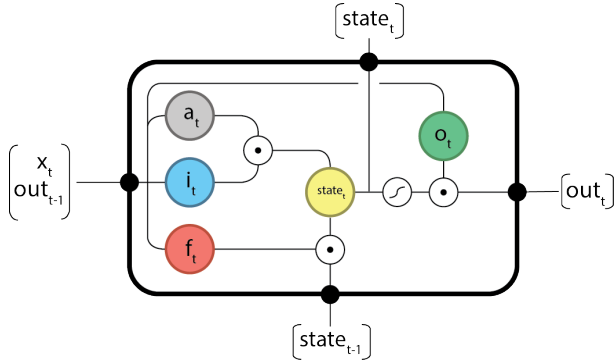 [state_t]
a_t
o_t
x_t
out_t-1
i_t
state_t
[out_t]
f_t
[state_t-1]